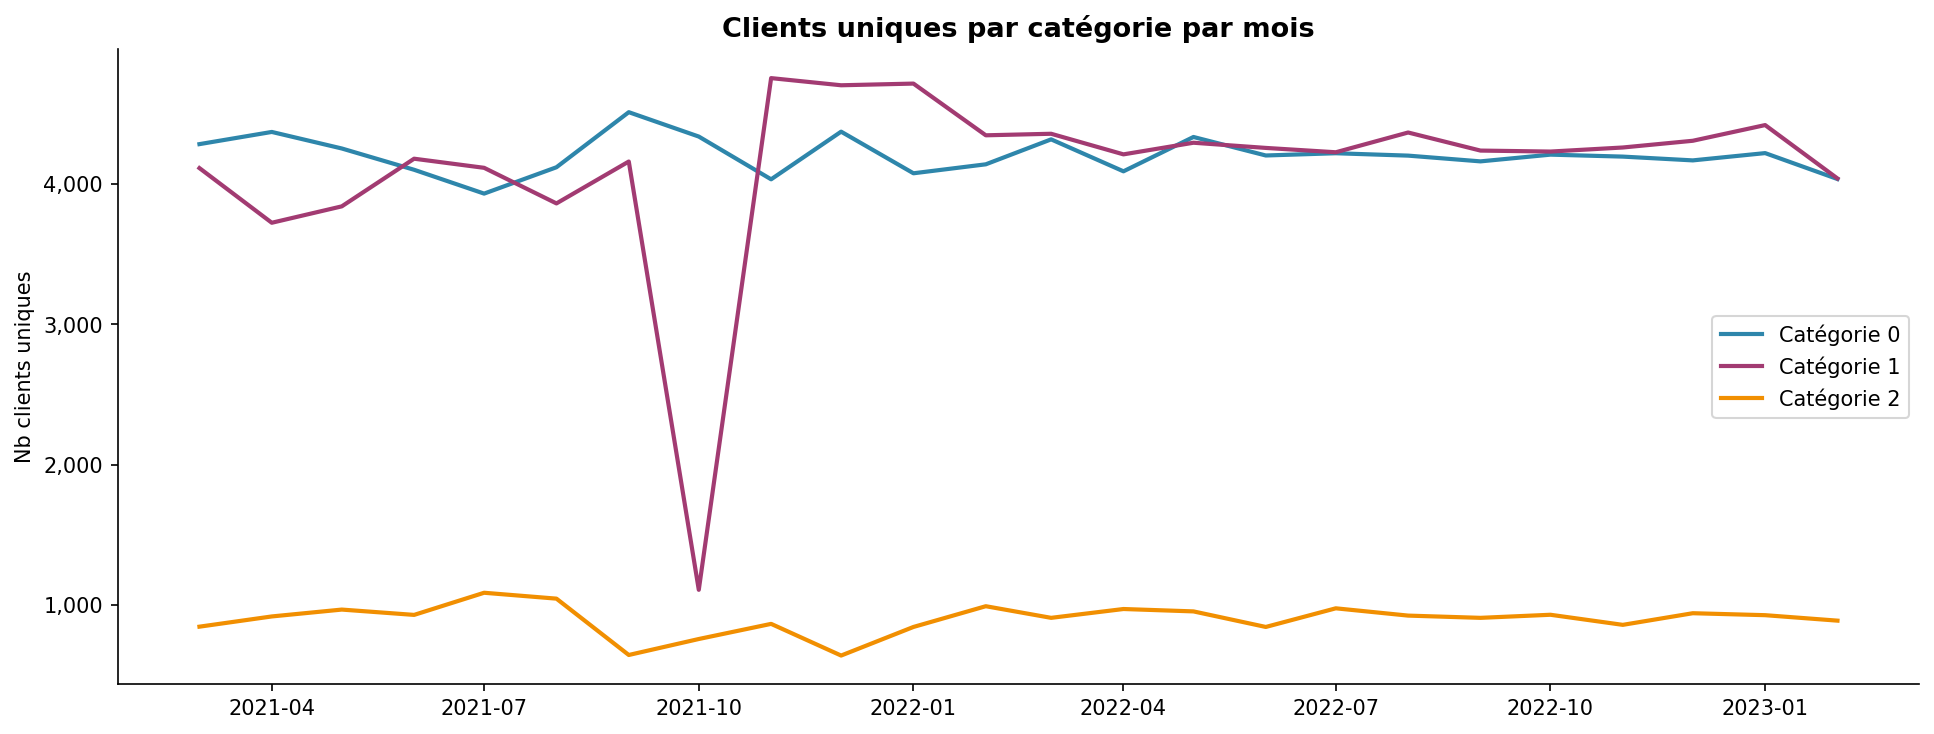 Clients uniques par catégorie par mois
Nb clients uniques
4,000
3,000
2,000
1,000
Catégorie 0
Catégorie 1
Catégorie 2
2021-04
2021-07
2021-10
2022-01
2022-04
2022-07
2022-10
2023-01